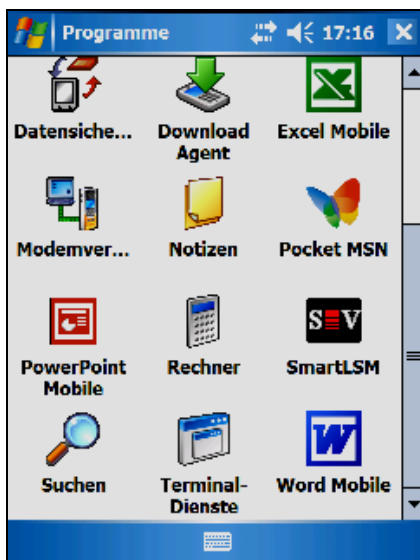 Programme 17:16
Datensiche... Download Agent Excel Mobile
Modemver... Notizen Pocket MSN
S≡V
PowerPoint Mobile Rechner SmartLSM
Suchen Terminal-Dienste Word Mobile